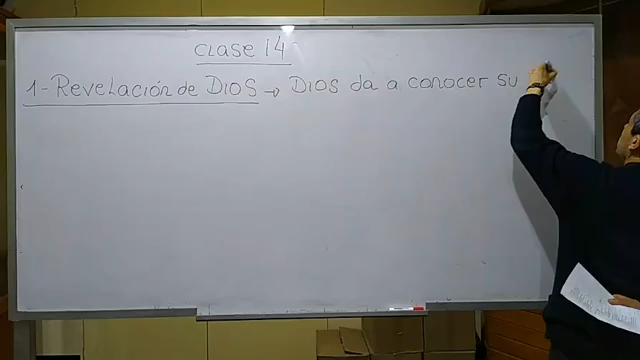 Clase 14
1- Revelación de DIOS → DIOS da a conocer su